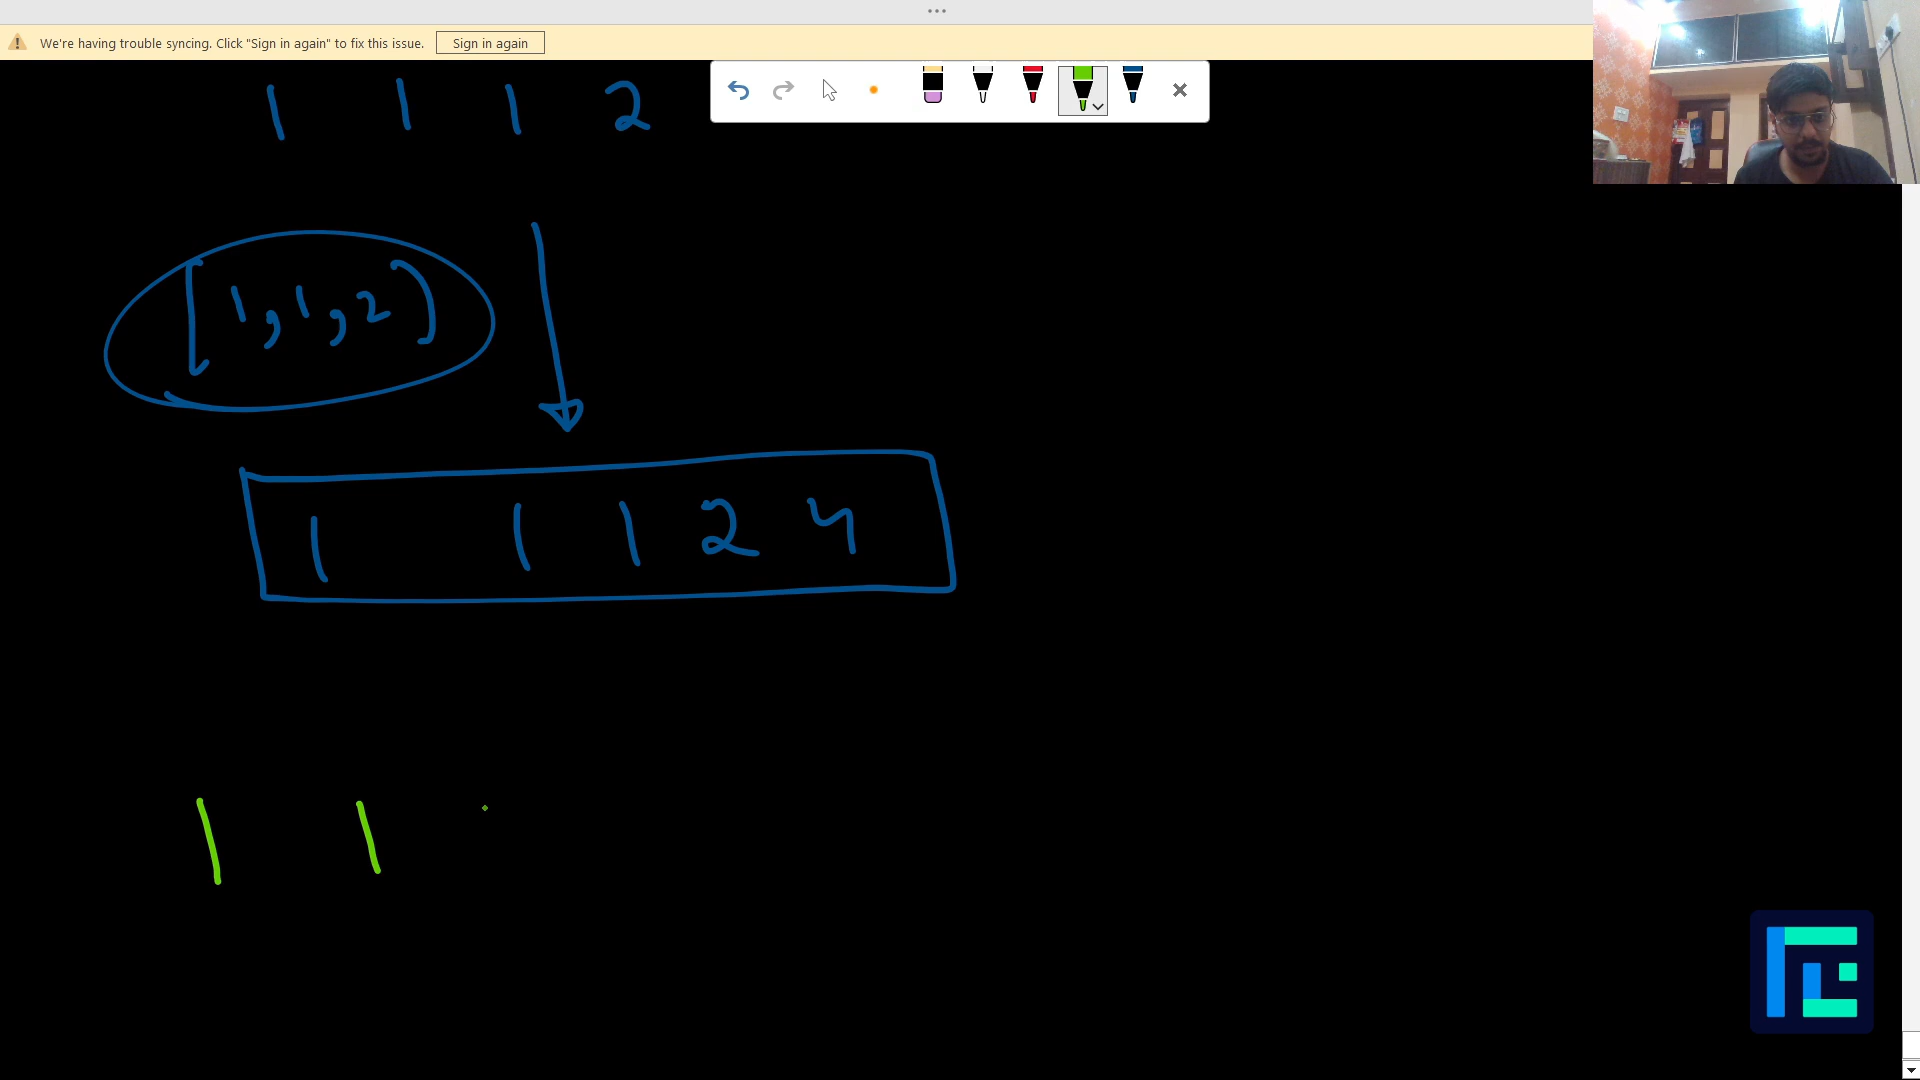 We're having trouble syncing. Click "Sign in again" to fix this issue. Sign in again
1 1 1 2
[1,1,2)
1 1 1 2 4
1 1